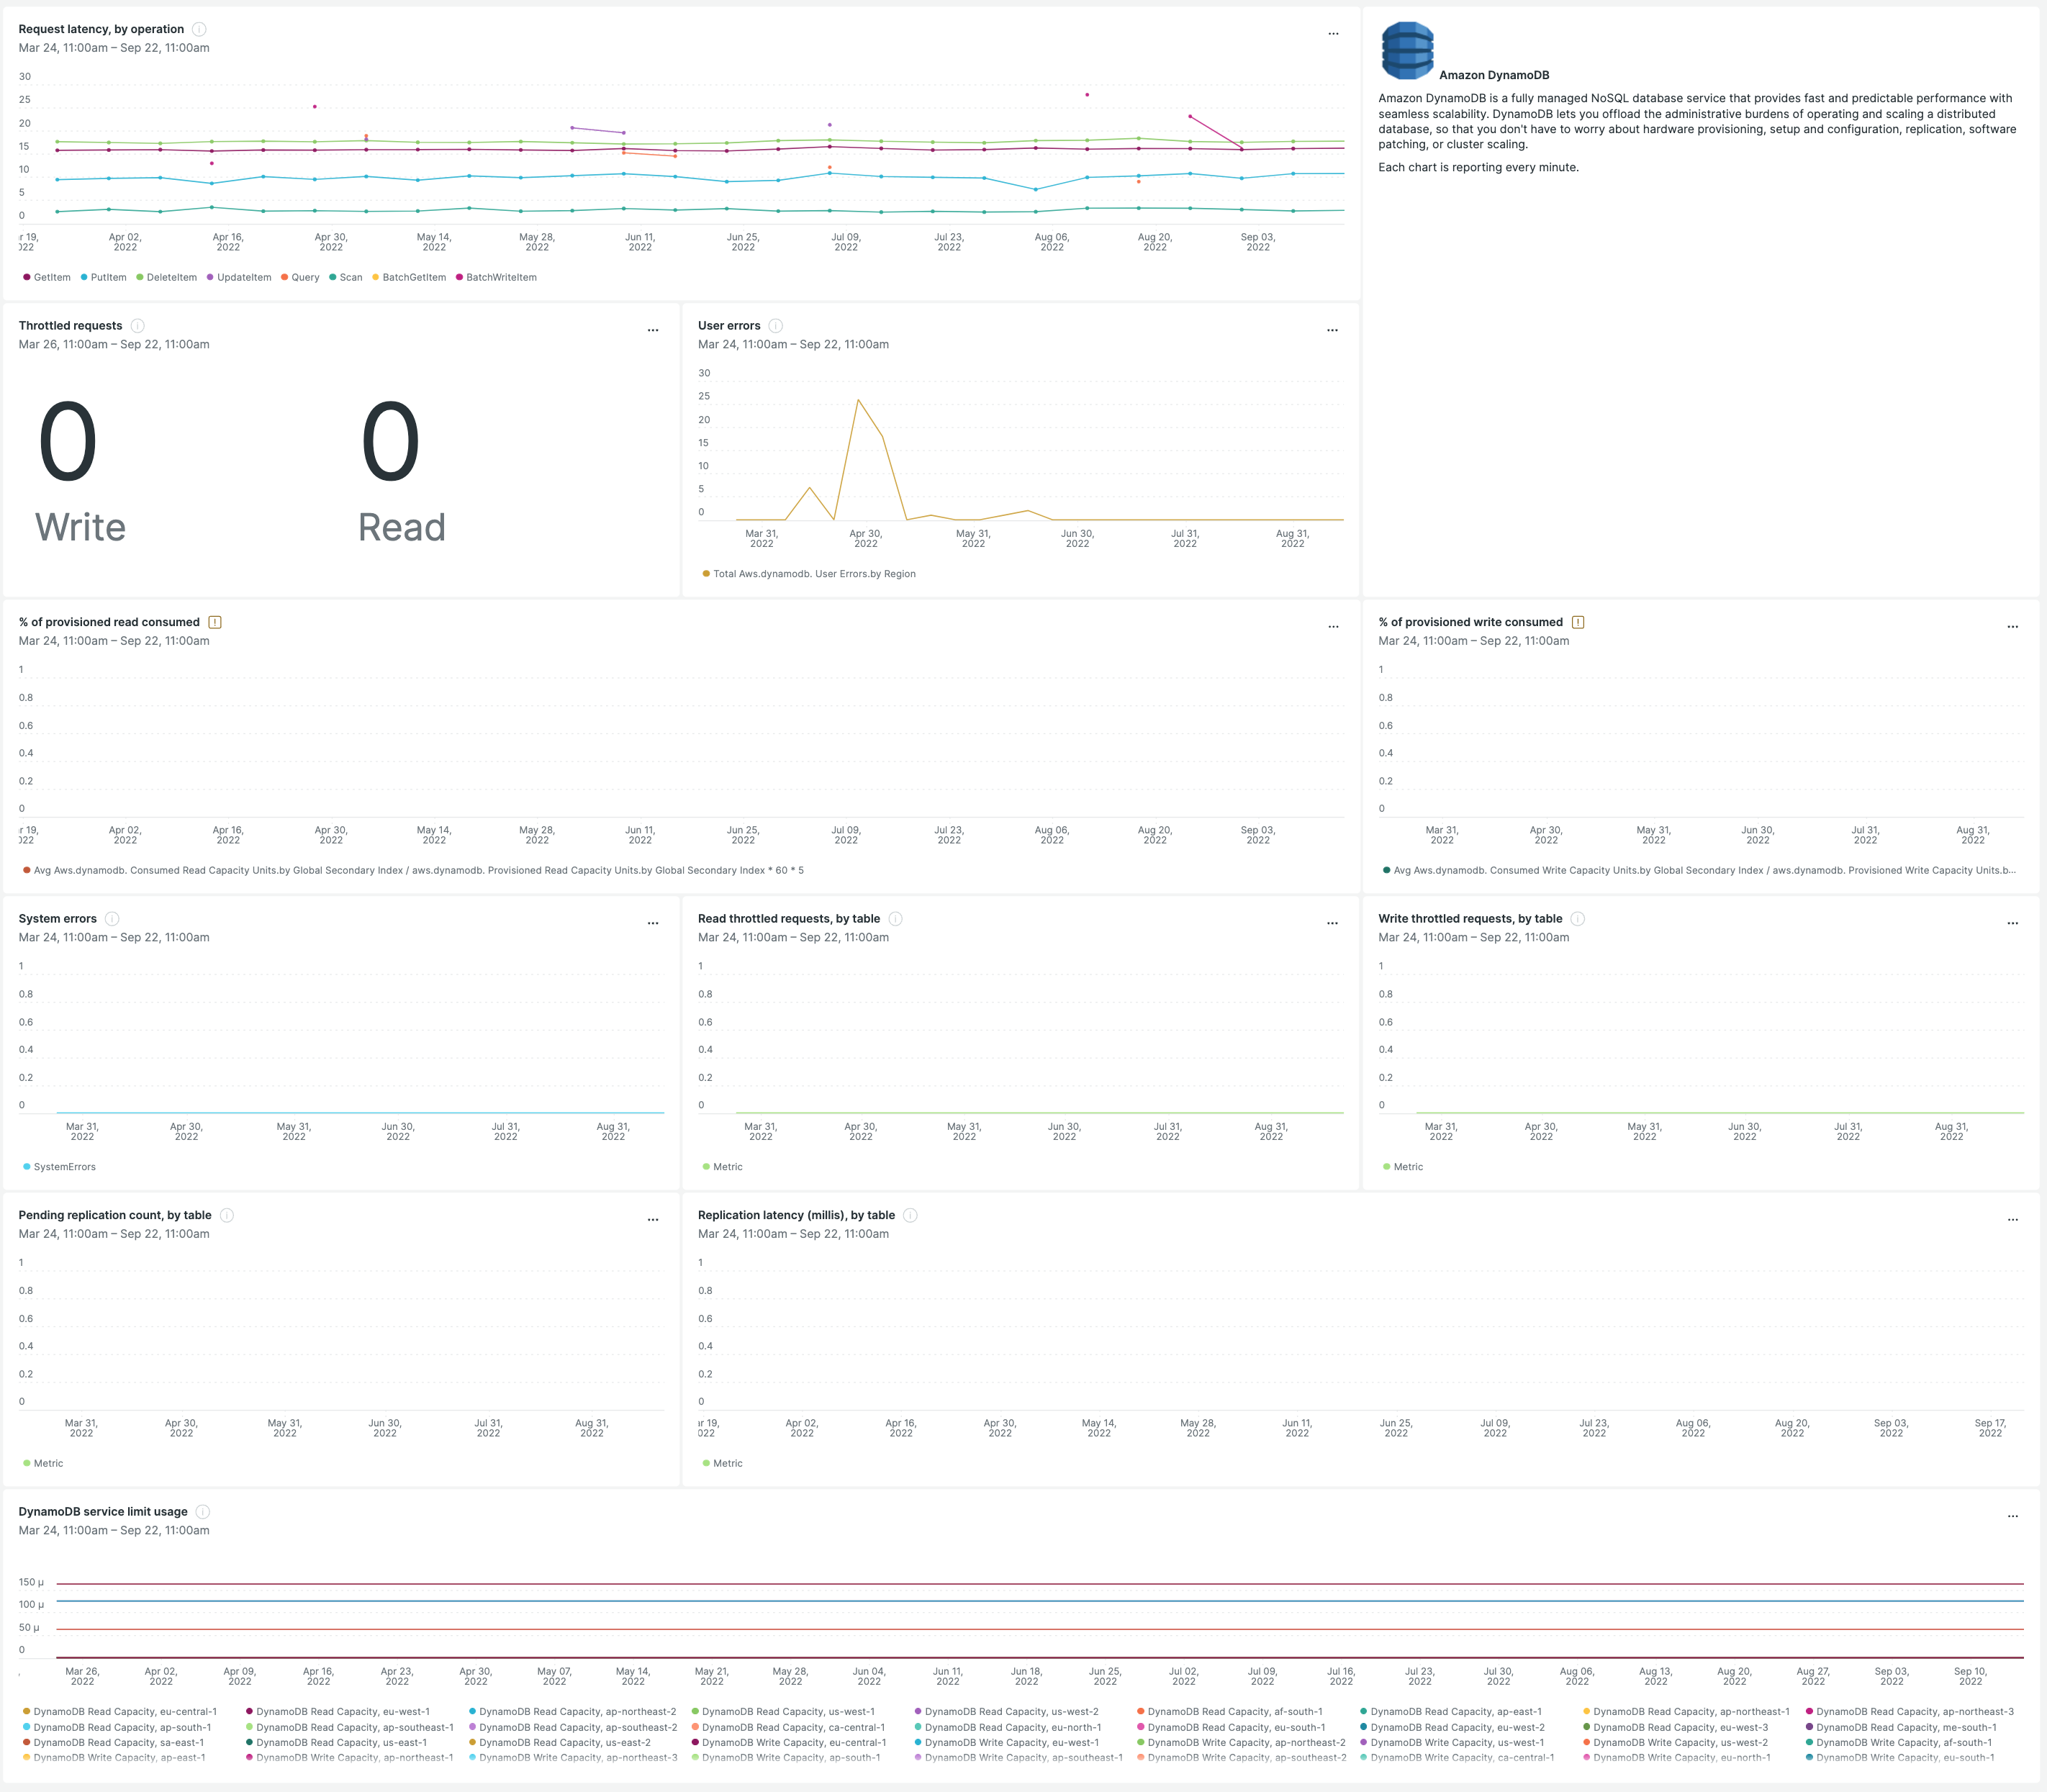 Request latency, by operation
Mar 24, 11:00am – Sep 22, 11:00am
...
30
25
20
15
10
5
0
r 19,
022
Apr 02,
2022
Apr 16,
2022
Apr 30,
2022
May 14,
2022
May 28,
2022
Jun 11,
2022
Jun 25,
2022
Jul 09,
2022
Jul 23,
2022
Aug 06,
2022
Aug 20,
2022
Sep 03,
2022
GetItem PutItem DeleteItem UpdateItem Query Scan BatchGetItem BatchWriteItem
Amazon DynamoDB
Amazon DynamoDB is a fully managed NoSQL database service that provides fast and predictable performance with
seamless scalability. DynamoDB lets you offload the administrative burdens of operating and scaling a distributed
database, so that you don't have to worry about hardware provisioning, setup and configuration, replication, software
patching, or cluster scaling.
Each chart is reporting every minute.
Throttled requests
Mar 26, 11:00am – Sep 22, 11:00am
...
0
Write
0
Read
User errors
Mar 24, 11:00am – Sep 22, 11:00am
...
30
25
20
15
10
5
0
Mar 31,
2022
Apr 30,
2022
May 31,
2022
Jun 30,
2022
Jul 31,
2022
Aug 31,
2022
Total Aws.dynamodb. User Errors.by Region
% of provisioned read consumed !
Mar 24, 11:00am – Sep 22, 11:00am
...
1
0.8
0.6
0.4
0.2
0
r 19,
022
Apr 02,
2022
Apr 16,
2022
Apr 30,
2022
May 14,
2022
May 28,
2022
Jun 11,
2022
Jun 25,
2022
Jul 09,
2022
Jul 23,
2022
Aug 06,
2022
Aug 20,
2022
Sep 03,
2022
Avg Aws.dynamodb. Consumed Read Capacity Units.by Global Secondary Index / aws.dynamodb. Provisioned Read Capacity Units.by Global Secondary Index * 60 * 5
% of provisioned write consumed !
Mar 24, 11:00am – Sep 22, 11:00am
...
1
0.8
0.6
0.4
0.2
0
Mar 31,
2022
Apr 30,
2022
May 31,
2022
Jun 30,
2022
Jul 31,
2022
Aug 31,
2022
Avg Aws.dynamodb. Consumed Write Capacity Units.by Global Secondary Index / aws.dynamodb. Provisioned Write Capacity Units.b...
System errors
Mar 24, 11:00am – Sep 22, 11:00am
...
1
0.8
0.6
0.4
0.2
0
Mar 31,
2022
Apr 30,
2022
May 31,
2022
Jun 30,
2022
Jul 31,
2022
Aug 31,
2022
SystemErrors
Read throttled requests, by table
Mar 24, 11:00am – Sep 22, 11:00am
...
1
0.8
0.6
0.4
0.2
0
Mar 31,
2022
Apr 30,
2022
May 31,
2022
Jun 30,
2022
Jul 31,
2022
Aug 31,
2022
Metric
Write throttled requests, by table
Mar 24, 11:00am – Sep 22, 11:00am
...
1
0.8
0.6
0.4
0.2
0
Mar 31,
2022
Apr 30,
2022
May 31,
2022
Jun 30,
2022
Jul 31,
2022
Aug 31,
2022
Metric
Pending replication count, by table
Mar 24, 11:00am – Sep 22, 11:00am
...
1
0.8
0.6
0.4
0.2
0
Mar 31,
2022
Apr 30,
2022
May 31,
2022
Jun 30,
2022
Jul 31,
2022
Aug 31,
2022
Metric
Replication latency (millis), by table
Mar 24, 11:00am – Sep 22, 11:00am
...
1
0.8
0.6
0.4
0.2
0
ır 19,
022
Apr 02,
2022
Apr 16,
2022
Apr 30,
2022
May 14,
2022
May 28,
2022
Jun 11,
2022
Jun 25,
2022
Jul 09,
2022
Jul 23,
2022
Aug 06,
2022
Aug 20,
2022
Sep 03,
2022
Sep 17,
2022
Metric
DynamoDB service limit usage
Mar 24, 11:00am – Sep 22, 11:00am
...
150 µ
100 µ
50 µ
0
Mar 26,
2022
Apr 02,
2022
Apr 09,
2022
Apr 16,
2022
Apr 23,
2022
Apr 30,
2022
May 07,
2022
May 14,
2022
May 21,
2022
May 28,
2022
Jun 04,
2022
Jun 11,
2022
Jun 18,
2022
Jun 25,
2022
Jul 02,
2022
Jul 09,
2022
Jul 16,
2022
Jul 23,
2022
Jul 30,
2022
Aug 06,
2022
Aug 13,
2022
Aug 20,
2022
Aug 27,
2022
Sep 03,
2022
Sep 10,
2022
DynamoDB Read Capacity, eu-central-1 DynamoDB Read Capacity, eu-west-1 DynamoDB Read Capacity, ap-northeast-2 DynamoDB Read Capacity, us-west-1 DynamoDB Read Capacity, us-west-2 DynamoDB Read Capacity, af-south-1 DynamoDB Read Capacity, ap-east-1 DynamoDB Read Capacity, ap-northeast-1 DynamoDB Read Capacity, ap-northeast-3
DynamoDB Read Capacity, ap-south-1 DynamoDB Read Capacity, ap-southeast-1 DynamoDB Read Capacity, ap-southeast-2 DynamoDB Read Capacity, ca-central-1 DynamoDB Read Capacity, eu-north-1 DynamoDB Read Capacity, eu-south-1 DynamoDB Read Capacity, eu-west-2 DynamoDB Read Capacity, eu-west-3 DynamoDB Read Capacity, me-south-1
DynamoDB Read Capacity, sa-east-1 DynamoDB Read Capacity, us-east-1 DynamoDB Read Capacity, us-east-2 DynamoDB Write Capacity, eu-central-1 DynamoDB Write Capacity, eu-west-1 DynamoDB Write Capacity, ap-northeast-2 DynamoDB Write Capacity, us-west-1 DynamoDB Write Capacity, us-west-2 DynamoDB Write Capacity, af-south-1
DynamoDB Write Capacity, ap-east-1 DynamoDB Write Capacity, ap-northeast-1 DynamoDB Write Capacity, ap-northeast-3 DynamoDB Write Capacity, ap-south-1 DynamoDB Write Capacity, ap-southeast-1 DynamoDB Write Capacity, ap-southeast-2 DynamoDB Write Capacity, ca-central-1 DynamoDB Write Capacity, eu-north-1 DynamoDB Write Capacity, eu-south-1